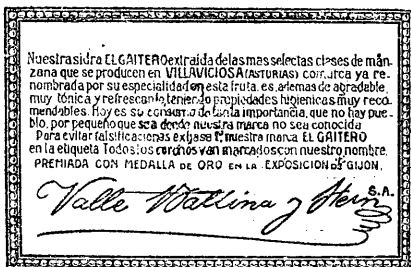 Nuestra sidra EL GAITERO extraida de las mas selectas clases de man-
zana que se producen en VILLAVICIOSA (ASTURIAS) comarca ya re-
nombrada por su especialidad en esta fruta. es, ademas de agradable,
muy tónica y refrescante, teniendo propiedades higienicas muy reco-
mendables. Hoy es su consumo de tanta importancia, que no hay pue-
blo, por pequeño que sea donde nuestra marca no sea conocida
Para evitar falsificaciones exijase nuestra marca EL GAITERO
en la etiqueta Todos los corchos van marcados con nuestro nombre.
PREMIADA CON MEDALLA DE ORO EN LA EXPOSICION DE GIJON.
Valle Ballina y Fern S.A.